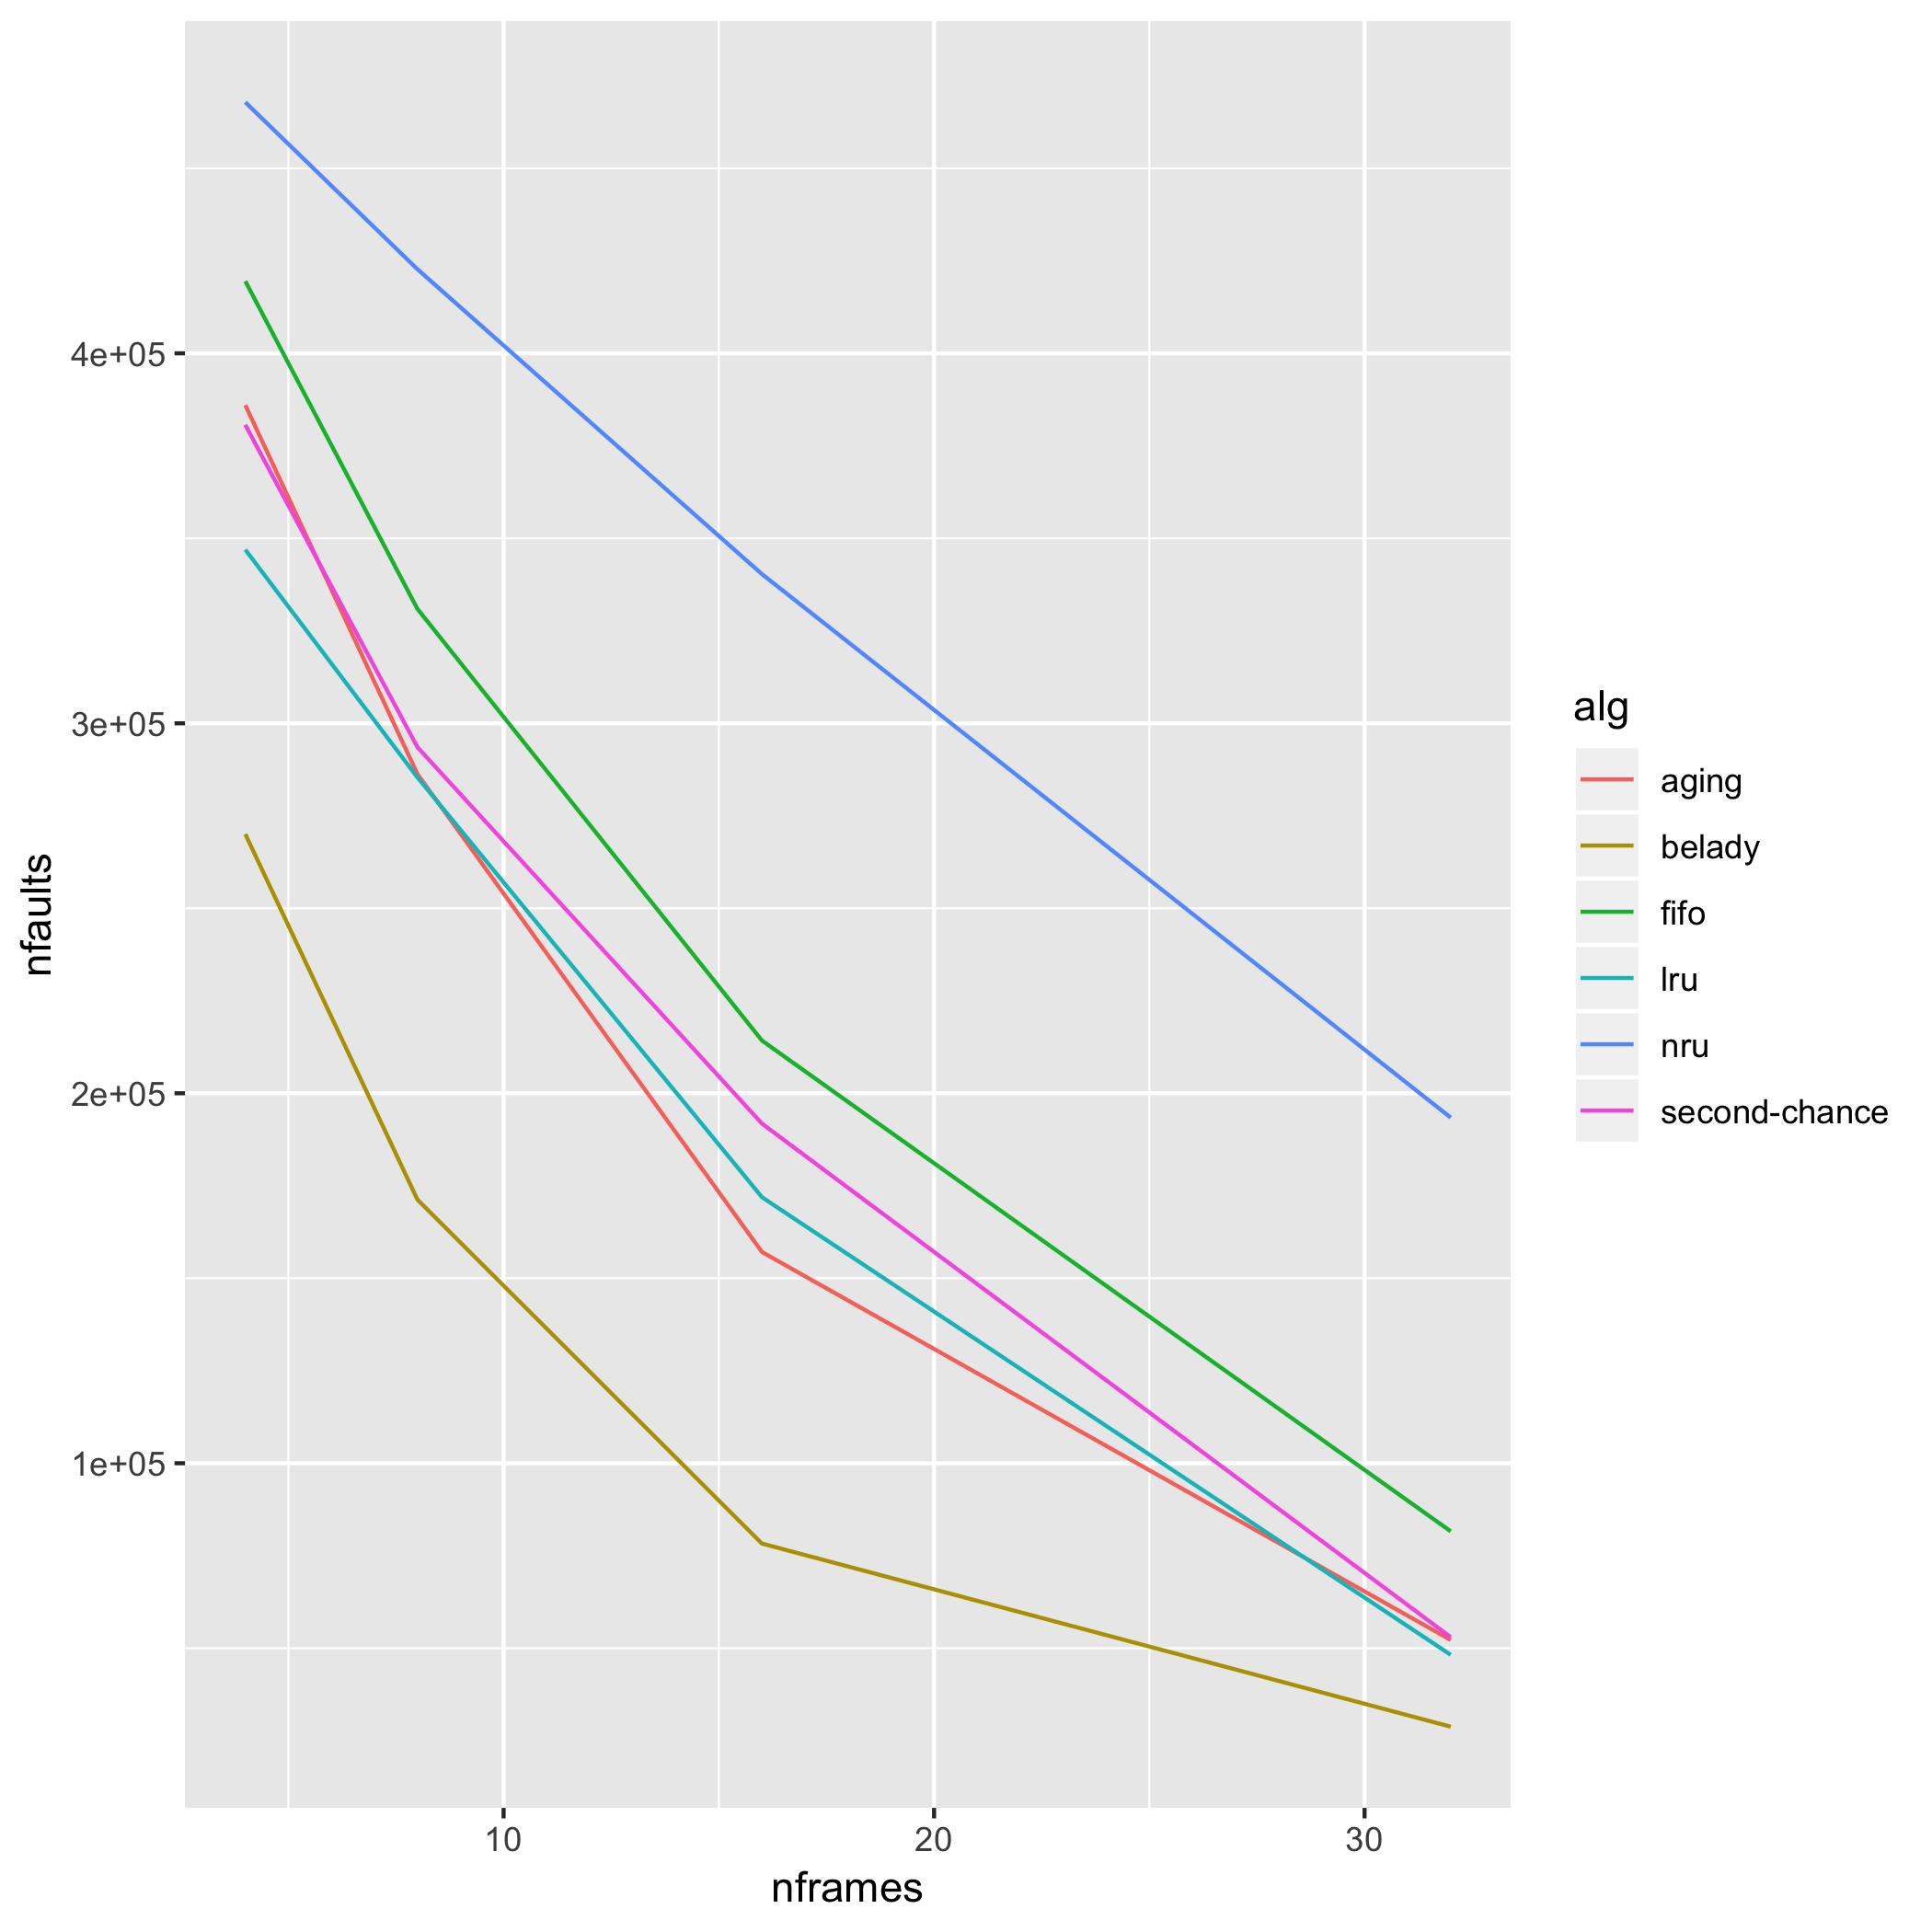 nfaults
4e+05
3e+05
2e+05
1e+05
10
20
30
nframes
alg
aging
belady
fifo
lru
nru
second-chance